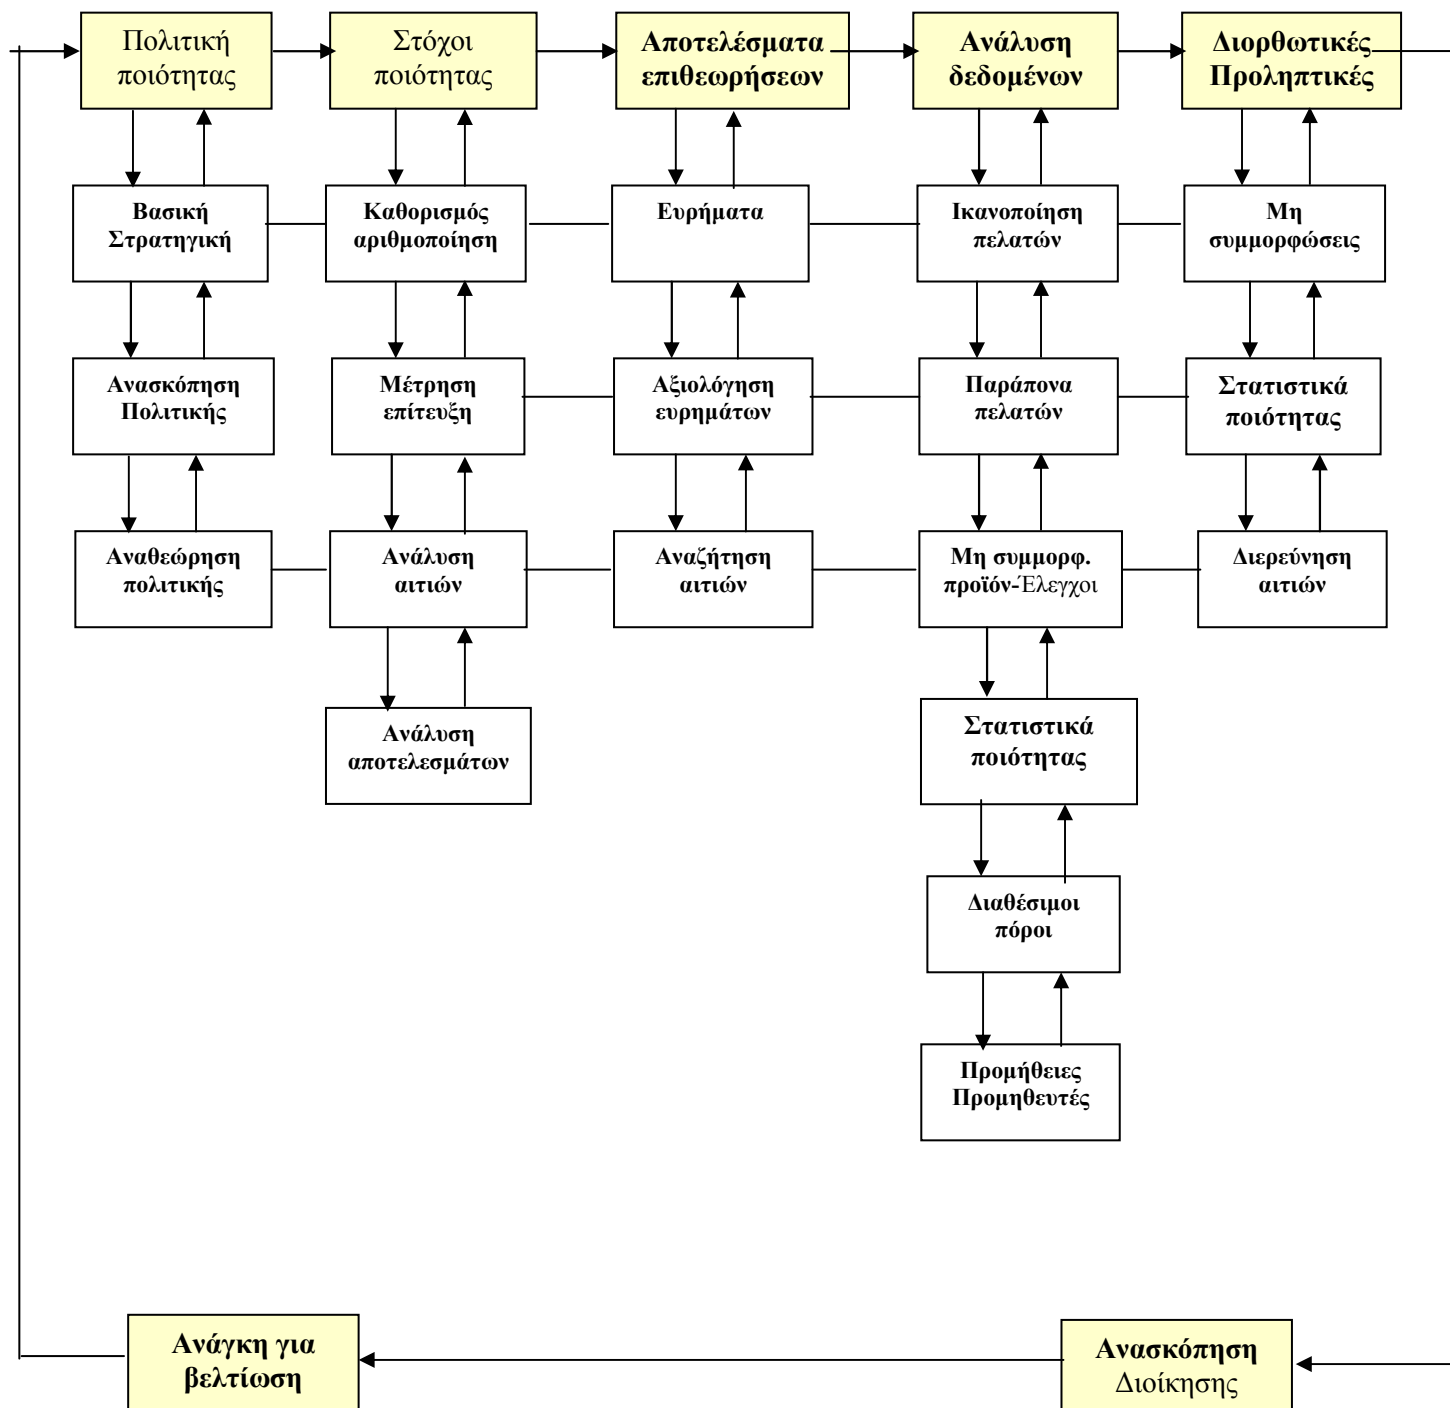 Πολιτική
ποιότητας
Στόχοι
ποιότητας
Αποτελέσματα
επιθεωρήσεων
Ανάλυση
δεδομένων
Διορθωτικές
Προληπτικές
Βασική
Στρατηγική
Καθορισμός
αριθμοποίηση
Ευρήματα
Ικανοποίηση
πελατών
Μη
συμμορφώσεις
Ανασκόπηση
Πολιτικής
Μέτρηση
επίτευξη
Αξιολόγηση
ευρημάτων
Παράπονα
πελατών
Στατιστικά
ποιότητας
Αναθεώρηση
πολιτικής
Ανάλυση
αιτιών
Αναζήτηση
αιτιών
Μη συμμορφ.
προϊόν-Έλεγχοι
Διερεύνηση
αιτιών
Ανάλυση
αποτελεσμάτων
Στατιστικά
ποιότητας
Διαθέσιμοι
πόροι
Προμήθειες
Προμηθευτές
Ανάγκη για
βελτίωση
Ανασκόπηση
Διοίκησης